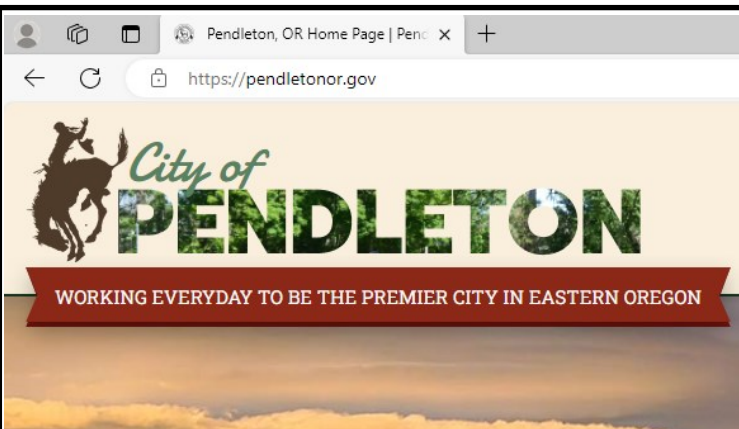 Pendleton, OR Home Page | Pend
https://pendletonor.gov
City of
PENDLETON
WORKING EVERYDAY TO BE THE PREMIER CITY IN EASTERN OREGON